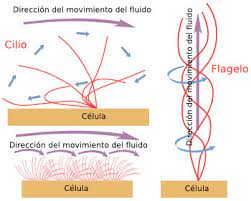 Dirección del movimiento del fluido
Cilio
Célula
Dirección del movimiento del fluido
Célula
Dirección del movimiento del fluido
Flagelo
Célula